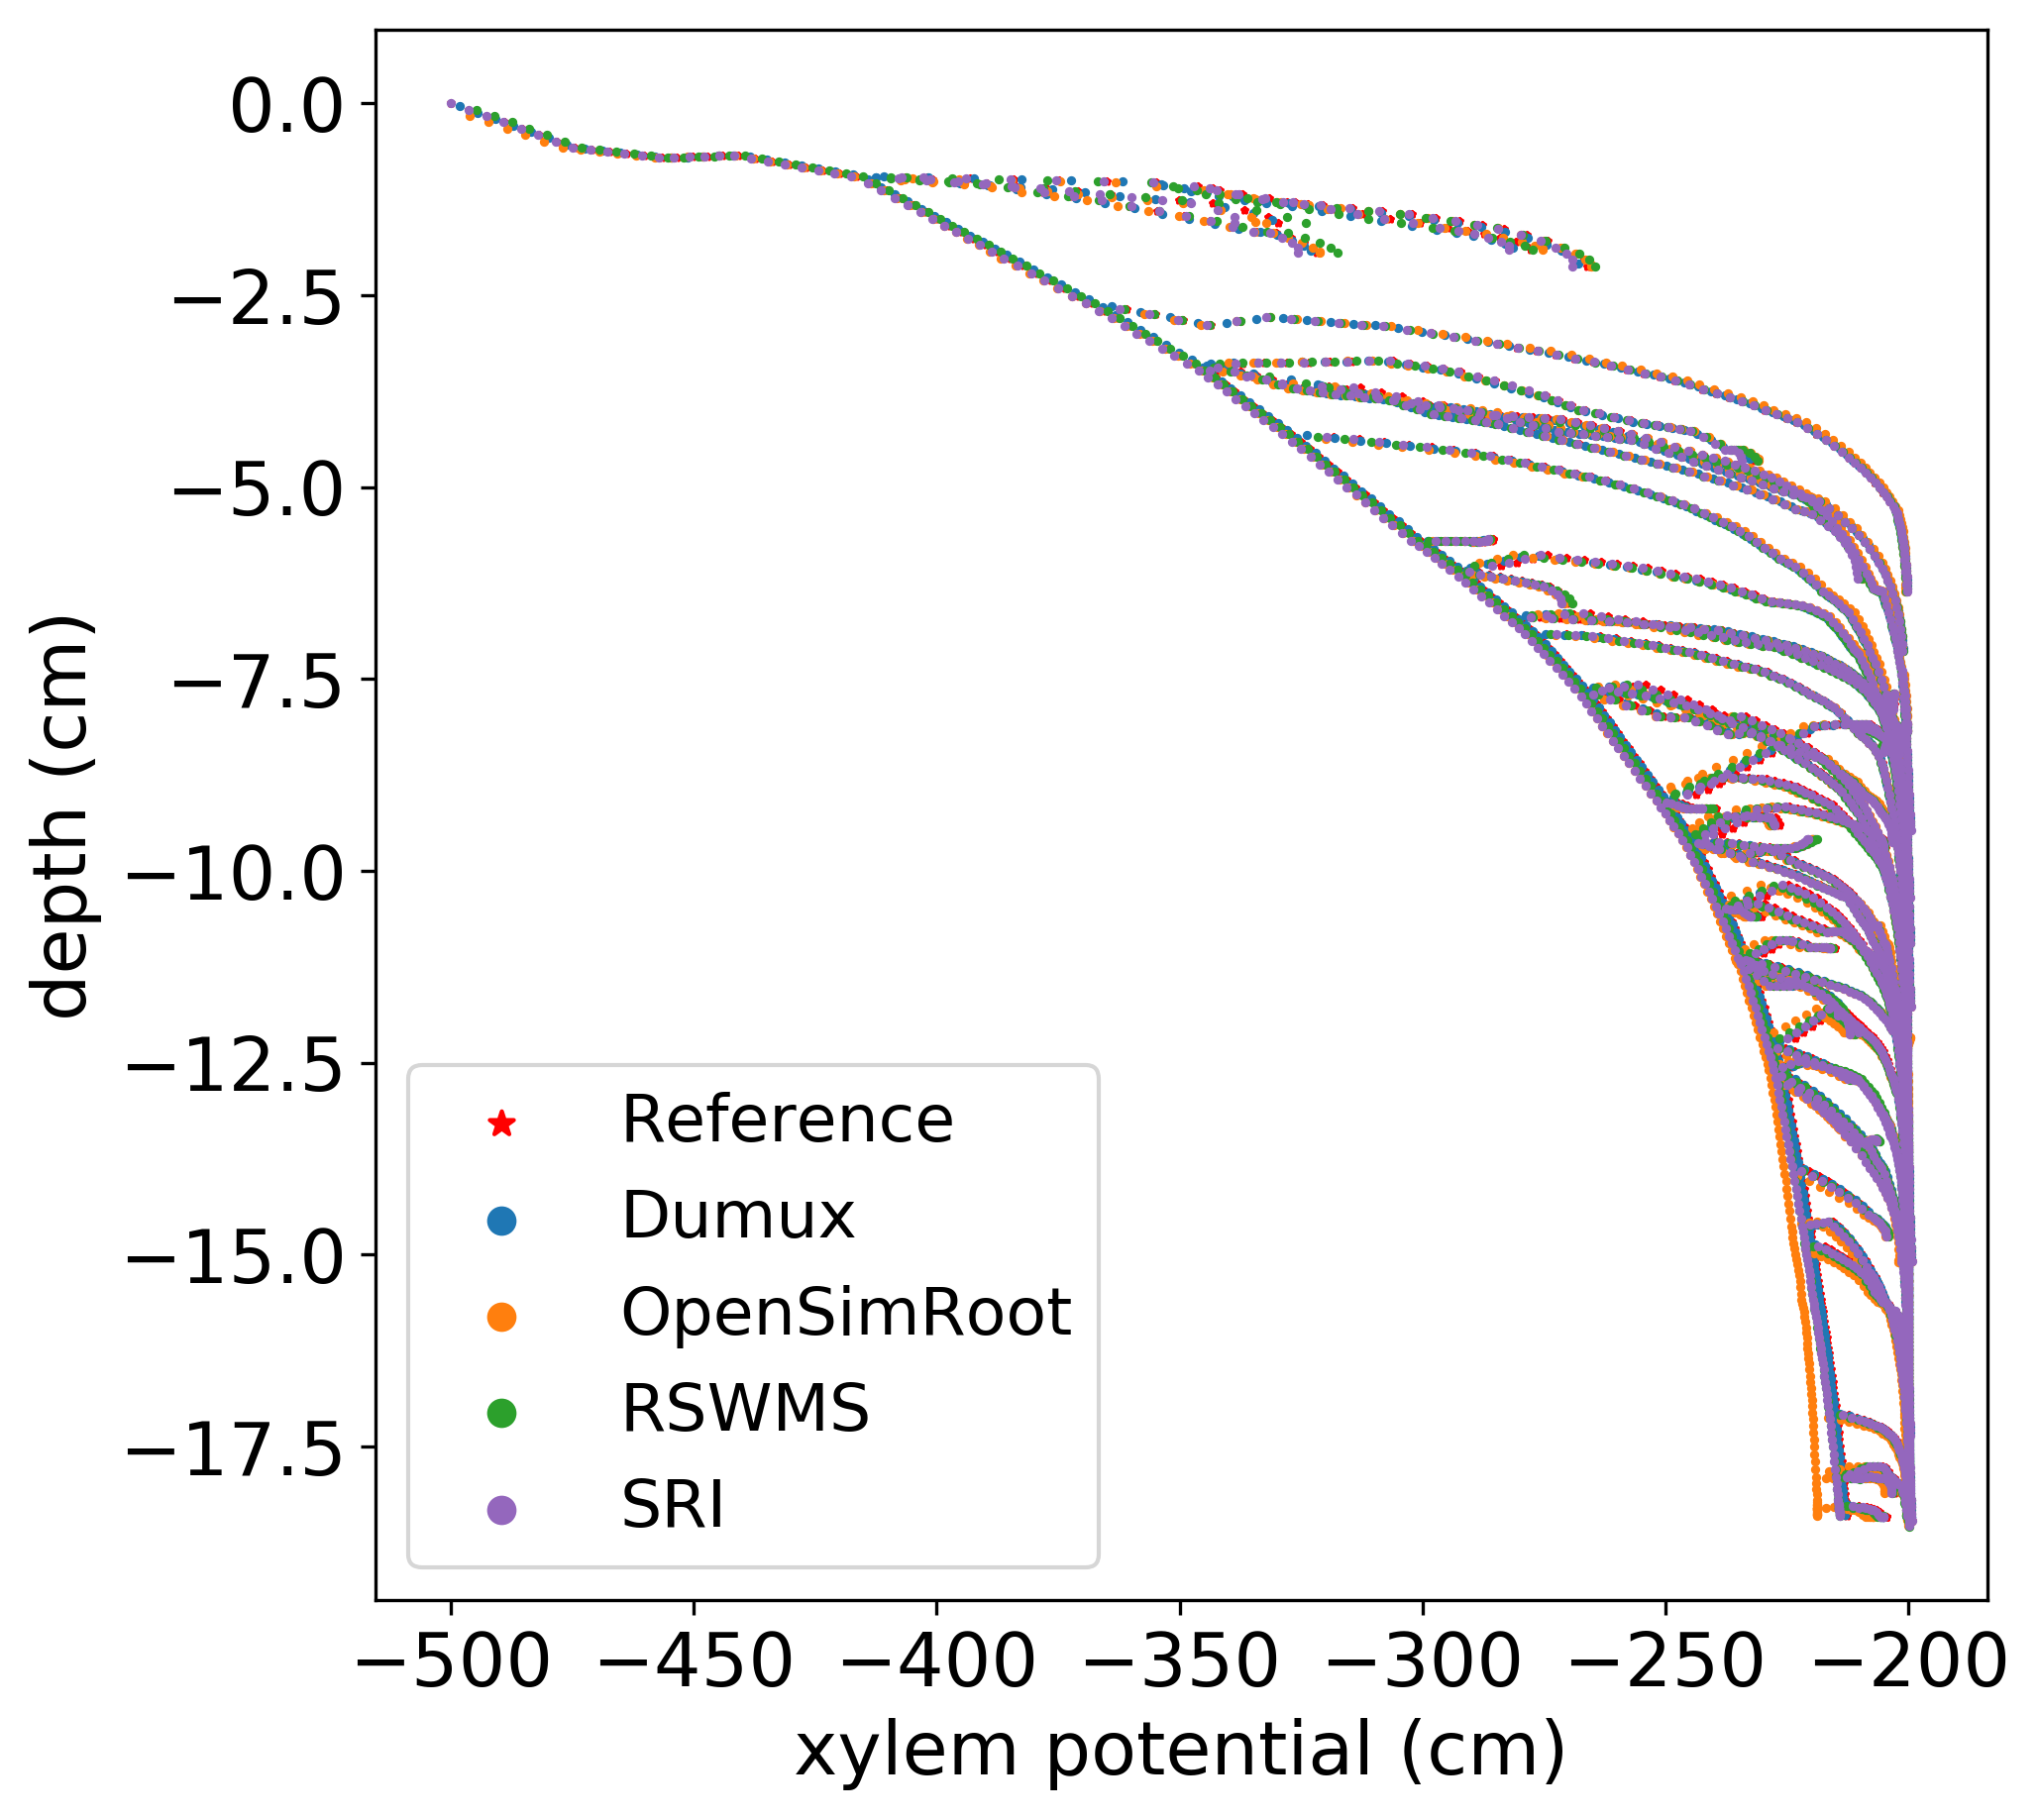 0.0
−2.5
−5.0
−7.5
−10.0
−12.5
−15.0
−17.5
depth (cm)
Reference
Dumux
OpenSimRoot
RSWMS
SRI
−500 −450 −400 −350 −300 −250 −200
xylem potential (cm)